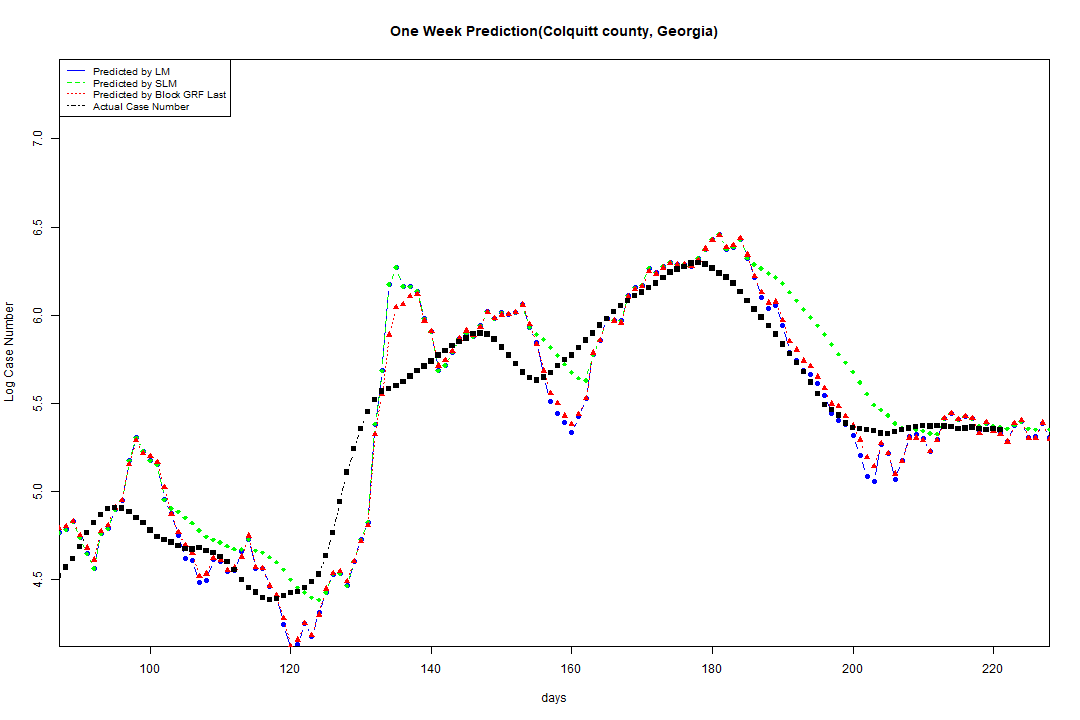 One Week Prediction(Colquitt county, Georgia)
Predicted by LM
Predicted by SLM
Predicted by Block GRF Last
Actual Case Number
7.0
6.5
6.0
5.5
5.0
4.5
Log Case Number
100 120 140 160 180 200 220
days